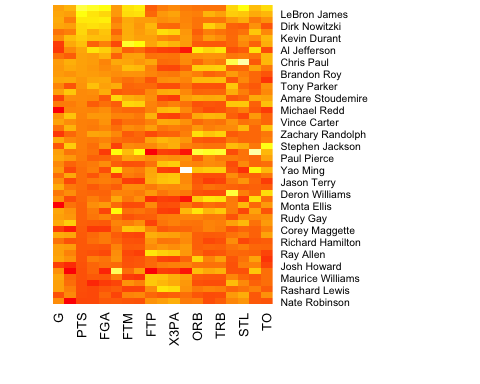 LeBron James
Dirk Nowitzki
Kevin Durant
Al Jefferson
Chris Paul
Brandon Roy
Tony Parker
Amare Stoudemire
Michael Redd
Vince Carter
Zachary Randolph
Stephen Jackson
Paul Pierce
Yao Ming
Jason Terry
Deron Williams
Monta Ellis
Rudy Gay
Corey Maggette
Richard Hamilton
Ray Allen
Josh Howard
Maurice Williams
Rashard Lewis
Nate Robinson
G
PTS
FGA
FTM
FTP
X3PA
ORB
TRB
STL
TO